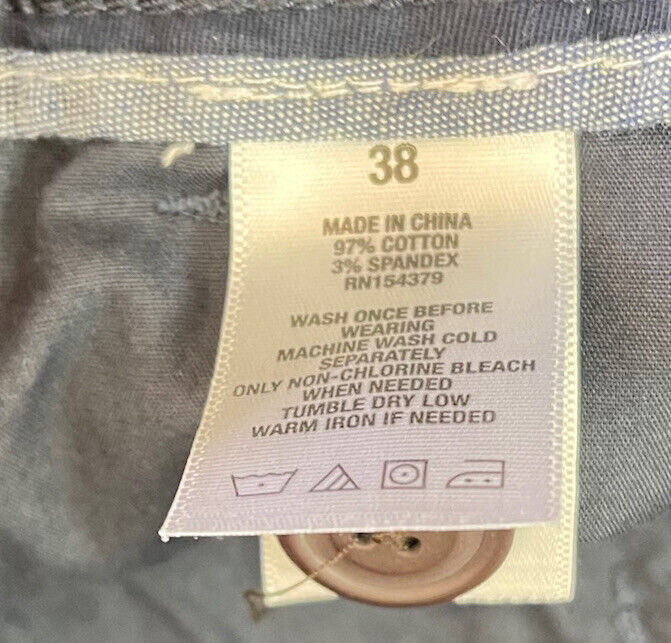 38
MADE IN CHINA
97% COTTON
3% SPANDEX
RN154379
WASH ONCE BEFORE
WEARING
MACHINE WASH COLD
SEPARATELY
ONLY NON-CHLORINE BLEACH
WHEN NEEDED
TUMBLE DRY LOW
WARM IRON IF NEEDED